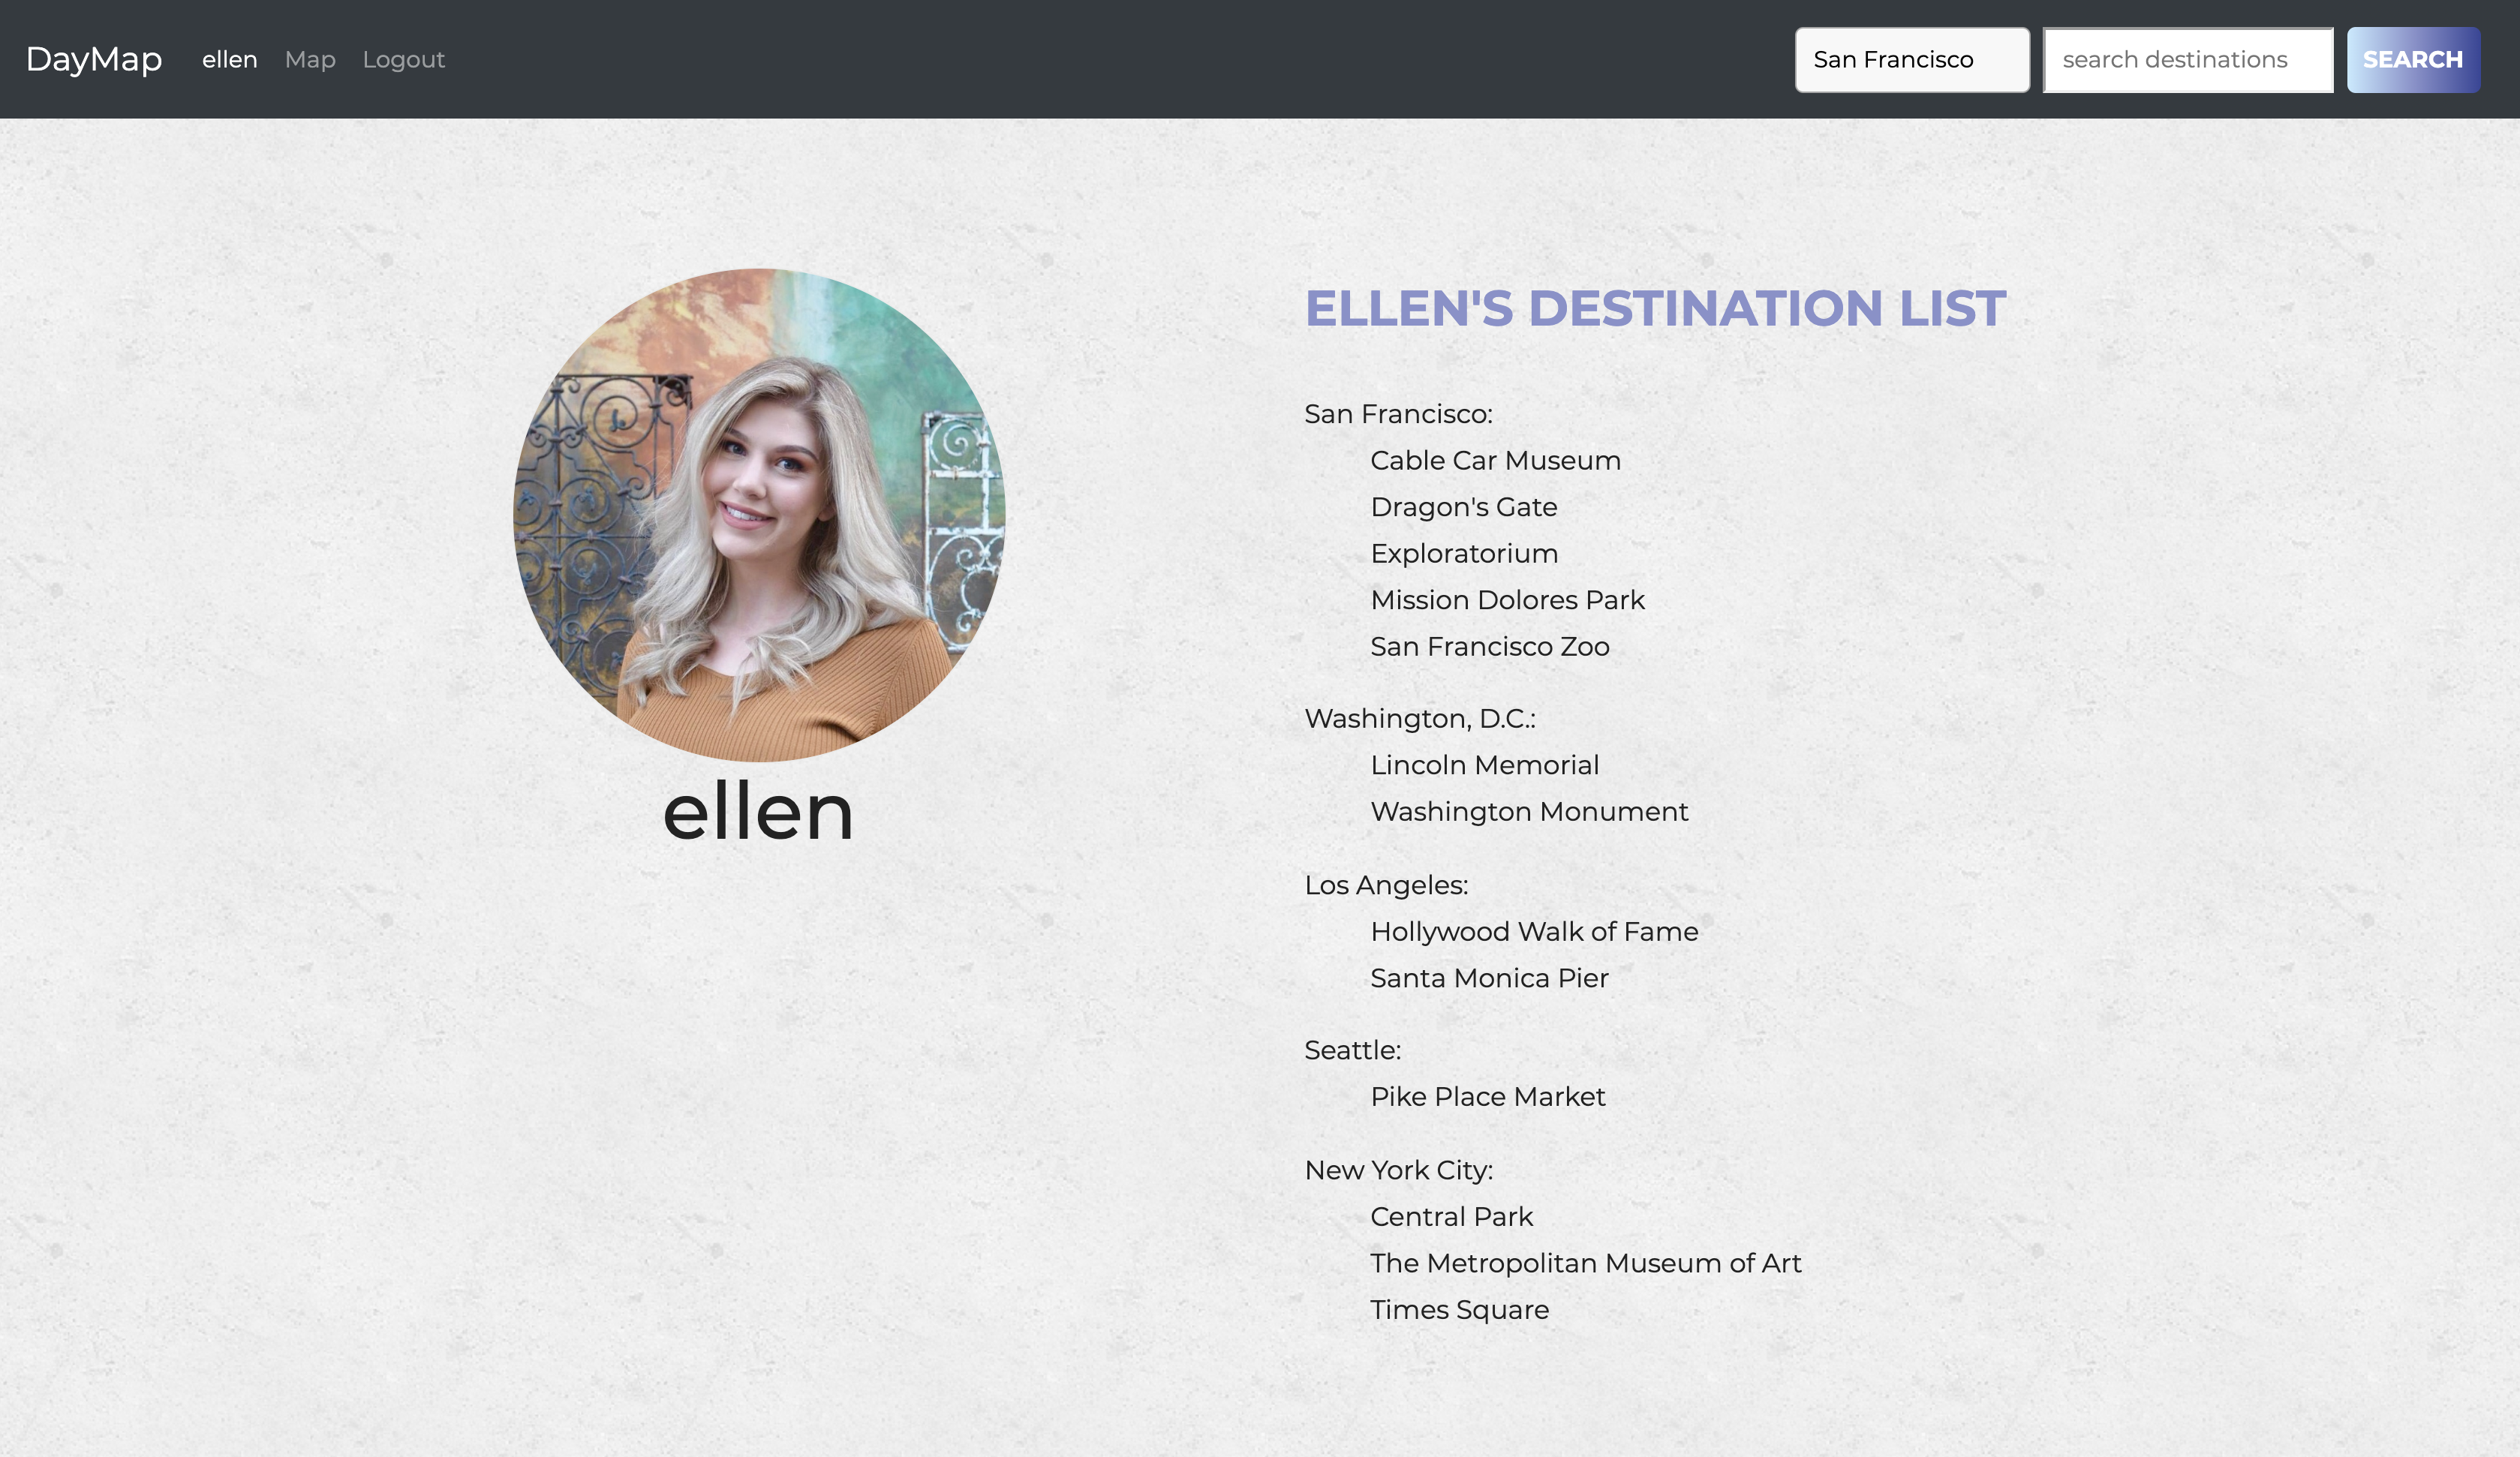 DayMap ellen Map Logout San Francisco search destinations SEARCH
ellen
ELLEN'S DESTINATION LIST
San Francisco:
Cable Car Museum
Dragon's Gate
Exploratorium
Mission Dolores Park
San Francisco Zoo
Washington, D.C.:
Lincoln Memorial
Washington Monument
Los Angeles:
Hollywood Walk of Fame
Santa Monica Pier
Seattle:
Pike Place Market
New York City:
Central Park
The Metropolitan Museum of Art
Times Square